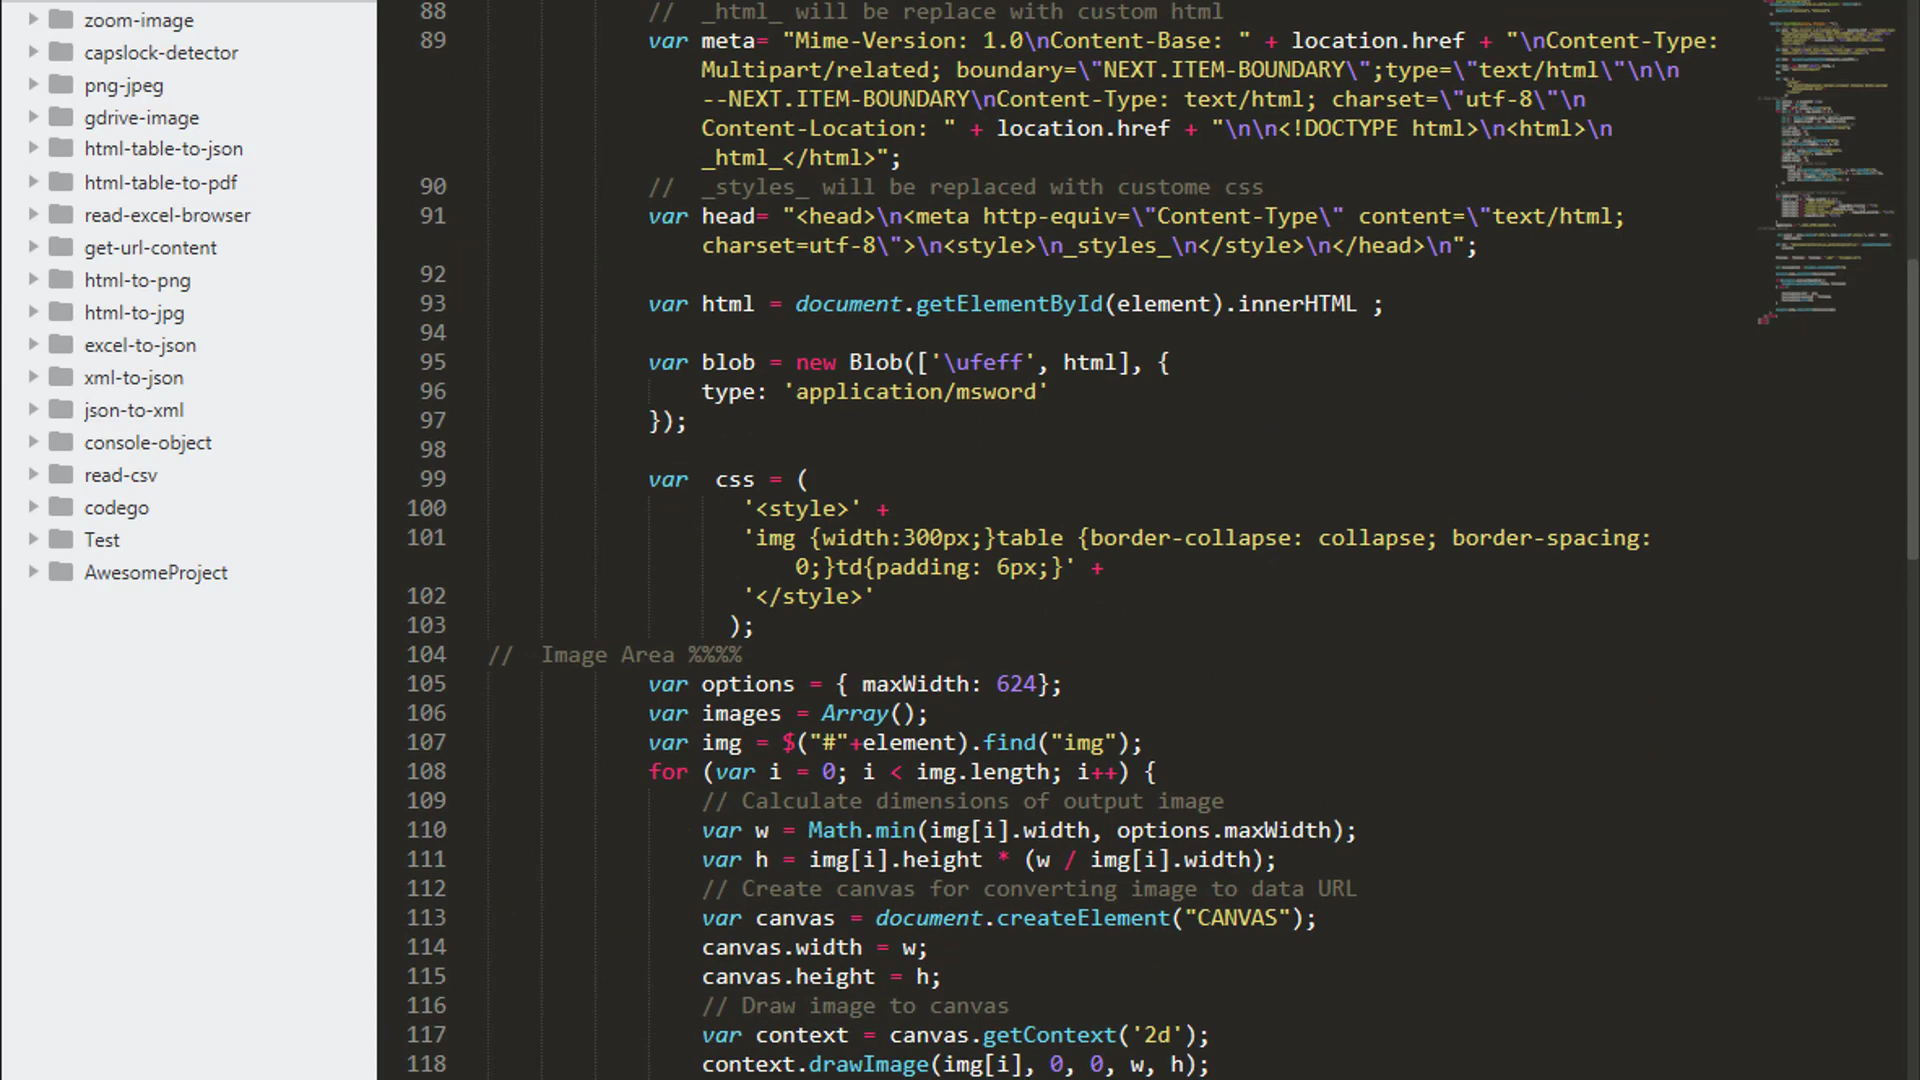 zoom-image
capslock-detector
png-jpeg
gdrive-image
html-table-to-json
html-table-to-pdf
read-excel-browser
get-url-content
html-to-png
html-to-jpg
excel-to-json
xml-to-json
json-to-xml
console-object
read-csv
codego
Test
AwesomeProject
88 // _html_ will be replace with custom html
89 var meta= "Mime-Version: 1.0\nContent-Base: " + location.href + "\nContent-Type:
Multipart/related; boundary=\"NEXT.ITEM-BOUNDARY\";type=\"text/html\"\n\n
--NEXT.ITEM-BOUNDARY\nContent-Type: text/html; charset=\"utf-8\"\n
Content-Location: " + location.href + "\n\n<!DOCTYPE html>\n<html>\n
_html_</html>";
90 // _styles_ will be replaced with custome css
91 var head= "<head>\n<meta http-equiv=\"Content-Type\" content=\"text/html;
charset=utf-8\">\n<style>\n_styles_\n</style>\n</head>\n";
92
93 var html = document.getElementById(element).innerHTML ;
94
95 var blob = new Blob(['\ufeff', html], {
96 type: 'application/msword'
97 });
98
99 var  css = (
100 '<style>' +
101 'img {width:300px;}table {border-collapse: collapse; border-spacing:
0;}td{padding: 6px;}' +
102 '</style>'
103 );
104 //  Image Area %%%%
105 var options = { maxWidth: 624};
106 var images = Array();
107 var img = $("#"+element).find("img");
108 for (var i = 0; i < img.length; i++) {
109 // Calculate dimensions of output image
110 var w = Math.min(img[i].width, options.maxWidth);
111 var h = img[i].height * (w / img[i].width);
112 // Create canvas for converting image to data URL
113 var canvas = document.createElement("CANVAS");
114 canvas.width = w;
115 canvas.height = h;
116 // Draw image to canvas
117 var context = canvas.getContext('2d');
118 context.drawImage(img[i], 0, 0, w, h);